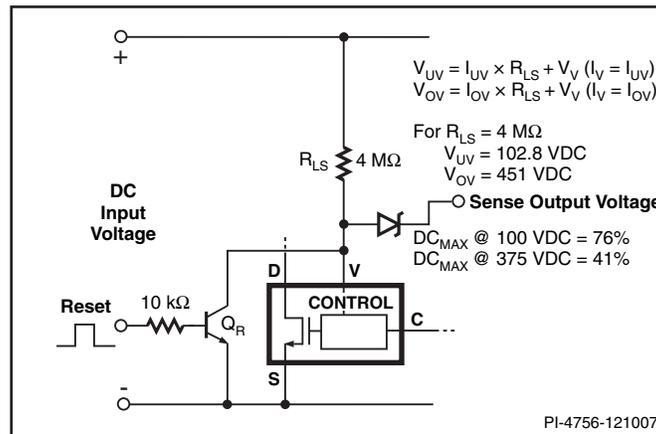 +
V_UV = I_UV × R_LS + V_V (I_V = I_UV)
V_OV = I_OV × R_LS + V_V (I_V = I_OV)
For R_LS = 4 MΩ
V_UV = 102.8 VDC
V_OV = 451 VDC
R_LS 4 MΩ
DC
Input
Voltage
Sense Output Voltage
DC_MAX @ 100 VDC = 76%
DC_MAX @ 375 VDC = 41%
D V
CONTROL
Reset 10 kΩ
Q_R
C
S
-
PI-4756-121007